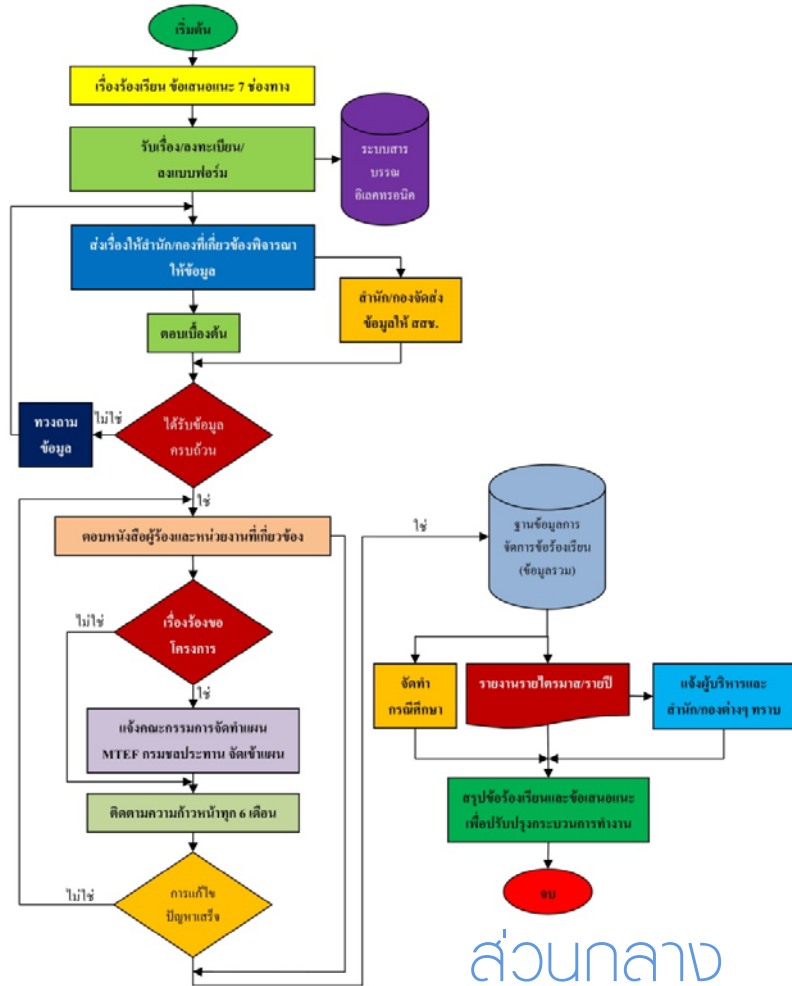 เริ่มต้น
เรื่องร้องเรียน ข้อเสนอแนะ 7 ช่องทาง
รับเรื่อง/ลงทะเบียน/
ลงแบบฟอร์ม
ระบบสาร
บรรณ
อิเลคทรอนิค
ส่งเรื่องให้สำนัก/กองที่เกี่ยวข้องพิจารณา
ให้ข้อมูล
สำนัก/กองจัดส่ง
ข้อมูลให้ สสช.
ตอบเบื้องต้น
ได้รับข้อมูล
ครบถ้วน
ไม่ใช่
ทวงถาม
ข้อมูล
ใช่
ตอบหนังสือผู้ร้องและหน่วยงานที่เกี่ยวข้อง
เรื่องร้องขอ
โครงการ
ไม่ใช่
ใช่
แจ้งคณะกรรมการจัดทำแผน
MTEF กรมชลประทาน จัดเข้าแผน
ติดตามความก้าวหน้าทุก 6 เดือน
การแก้ไข
ปัญหาเสร็จ
ไม่ใช่
ใช่
ฐานข้อมูลการ
จัดการข้อร้องเรียน
(ข้อมูลรวม)
จัดทำ
กรณีศึกษา
รายงานรายไตรมาส/รายปี
แจ้งผู้บริหารและ
สำนัก/กองต่างๆ ทราบ
สรุปข้อร้องเรียนและข้อเสนอแนะ
เพื่อปรับปรุงกระบวนการทำงาน
จบ
ส่วนกลาง